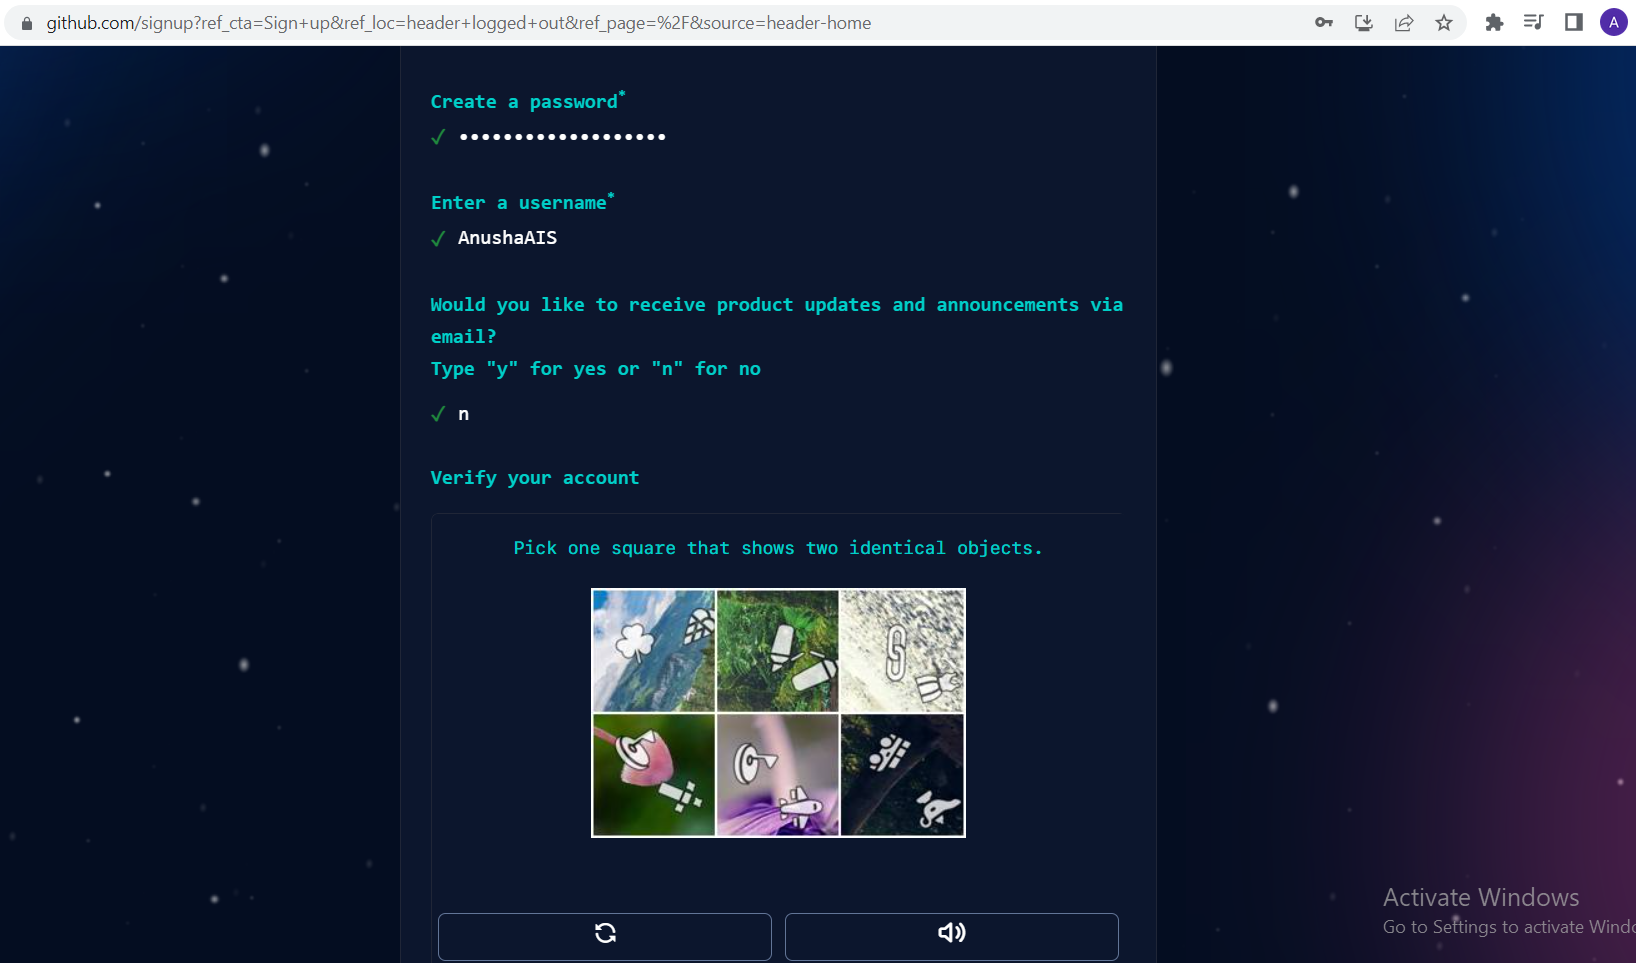 github.com/signup?ref_cta=Sign+up&ref_loc=header+logged+out&ref_page=%2F&source=header-home
A
Create a password*
✓ •••••••••••••••••••
Enter a username*
✓ AnushaAIS
Would you like to receive product updates and announcements via
email?
Type "y" for yes or "n" for no
✓ n
Verify your account
Pick one square that shows two identical objects.
Activate Windows
Go to Settings to activate Windo